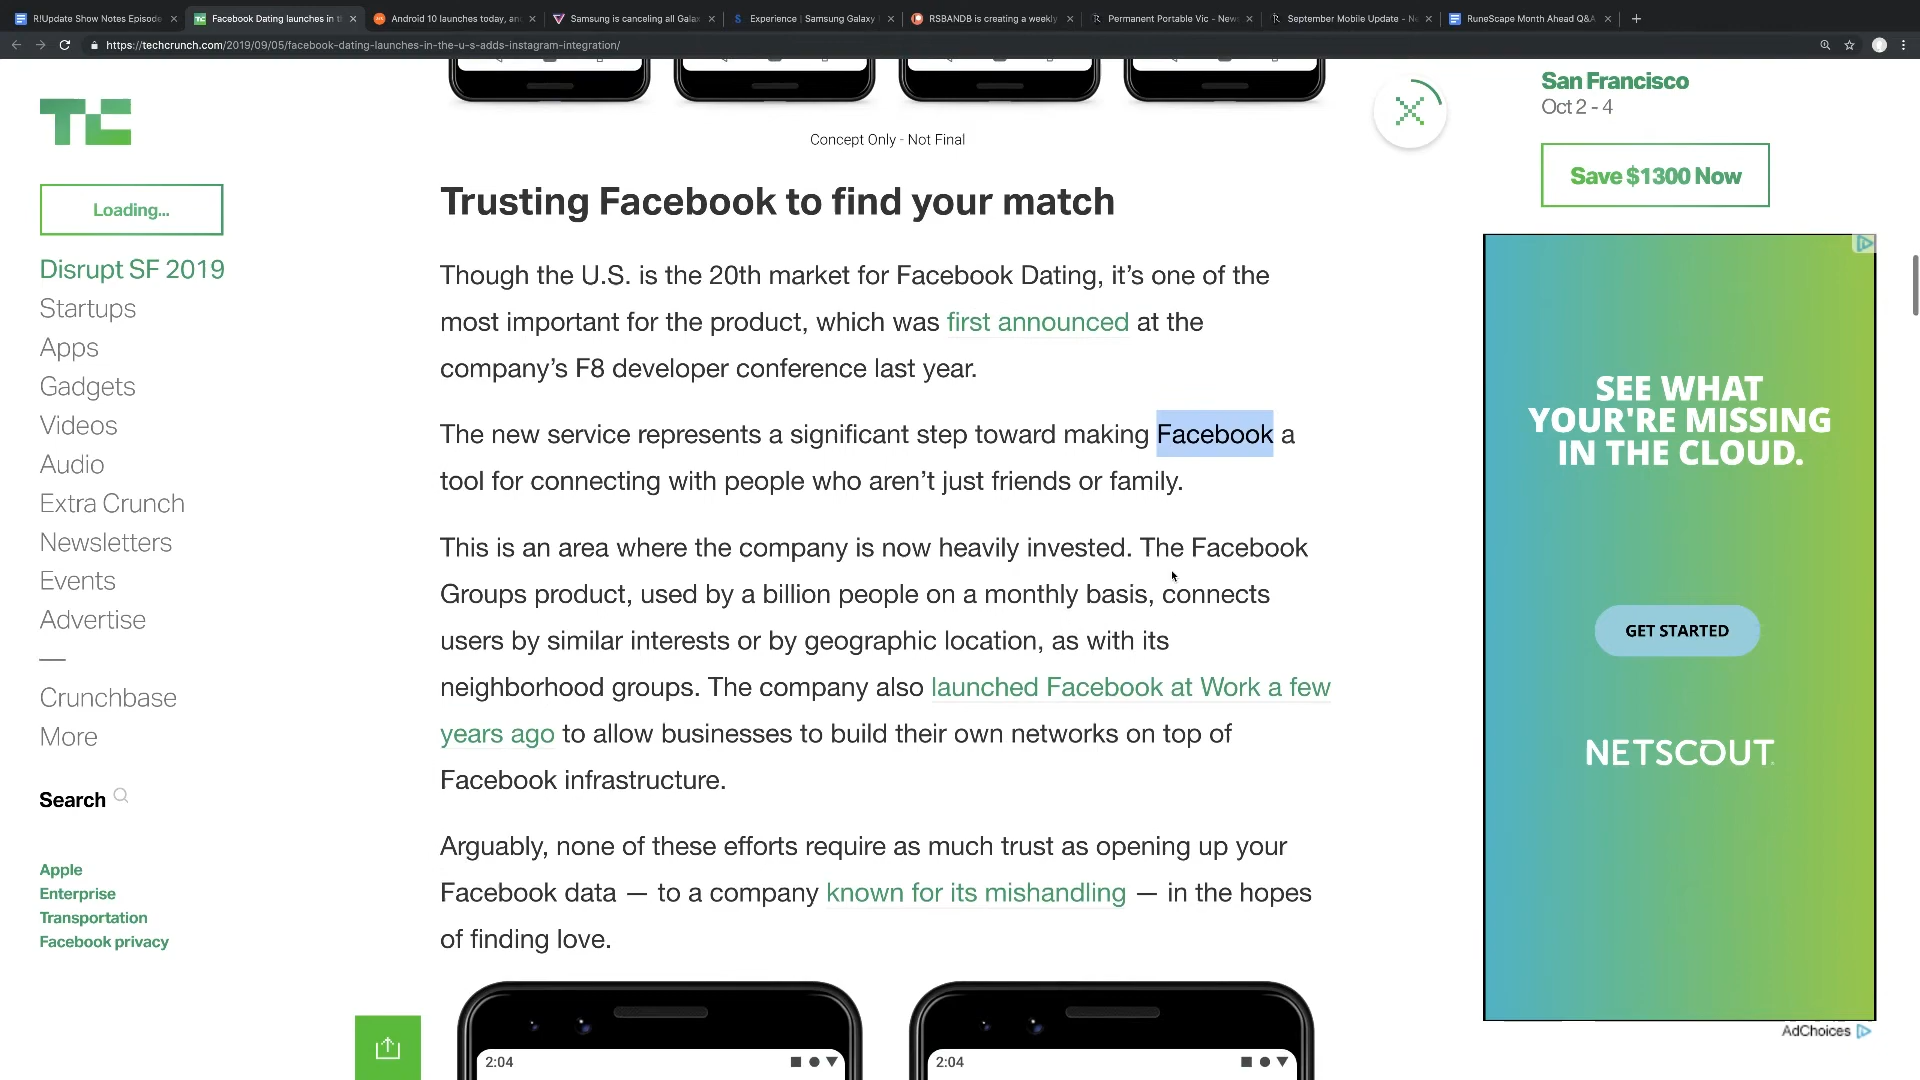 R!Update Show Notes Episode
Facebook Dating launches in t
Android 10 launches today, an
Samsung is canceling all Gala
Experience | Samsung Galaxy
RSBANDB is creating a weekly
Permanent Portable Vic - New
September Mobile Update - Ne
RuneScape Month Ahead Q&A
https://techcrunch.com/2019/09/05/facebook-dating-launches-in-the-u-s-adds-instagram-integration/
TC
Loading...
Disrupt SF 2019
Startups
Apps
Gadgets
Videos
Audio
Extra Crunch
Newsletters
Events
Advertise
Crunchbase
More
Search
Apple
Enterprise
Transportation
Facebook privacy
Concept Only - Not Final
Trusting Facebook to find your match
Though the U.S. is the 20th market for Facebook Dating, it’s one of the
most important for the product, which was first announced at the
company’s F8 developer conference last year.
The new service represents a significant step toward making Facebook a
tool for connecting with people who aren’t just friends or family.
This is an area where the company is now heavily invested. The Facebook
Groups product, used by a billion people on a monthly basis, connects
users by similar interests or by geographic location, as with its
neighborhood groups. The company also launched Facebook at Work a few
years ago to allow businesses to build their own networks on top of
Facebook infrastructure.
Arguably, none of these efforts require as much trust as opening up your
Facebook data — to a company known for its mishandling — in the hopes
of finding love.
2:04
2:04
San Francisco
Oct 2 - 4
Save $1300 Now
SEE WHAT
YOUR'RE MISSING
IN THE CLOUD.
GET STARTED
NETSCOUT.
AdChoices